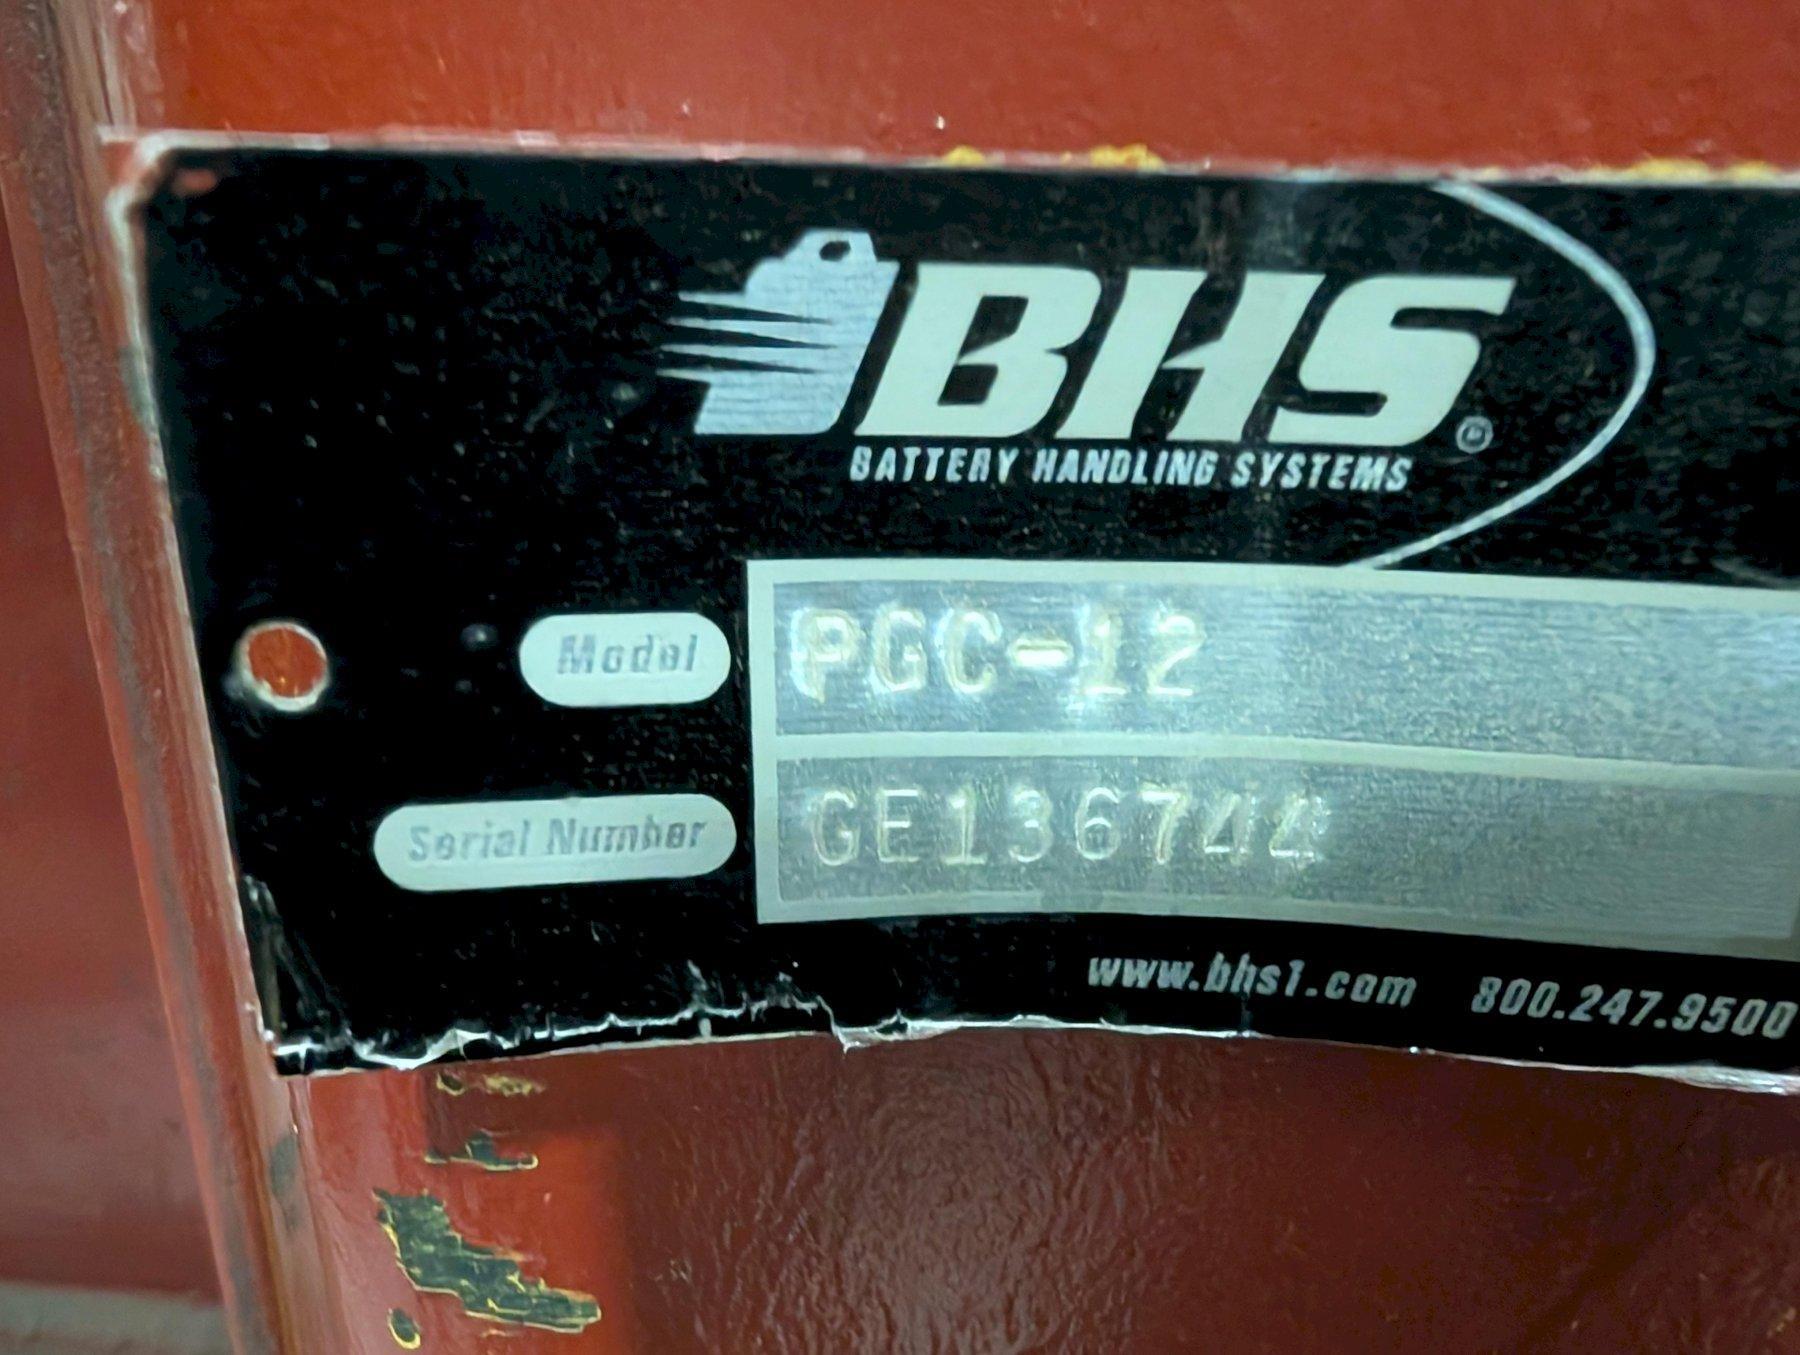 BHS®
BATTERY HANDLING SYSTEMS
Model PGC-12
Serial Number GE136744
www.bhs1.com 800.247.9500